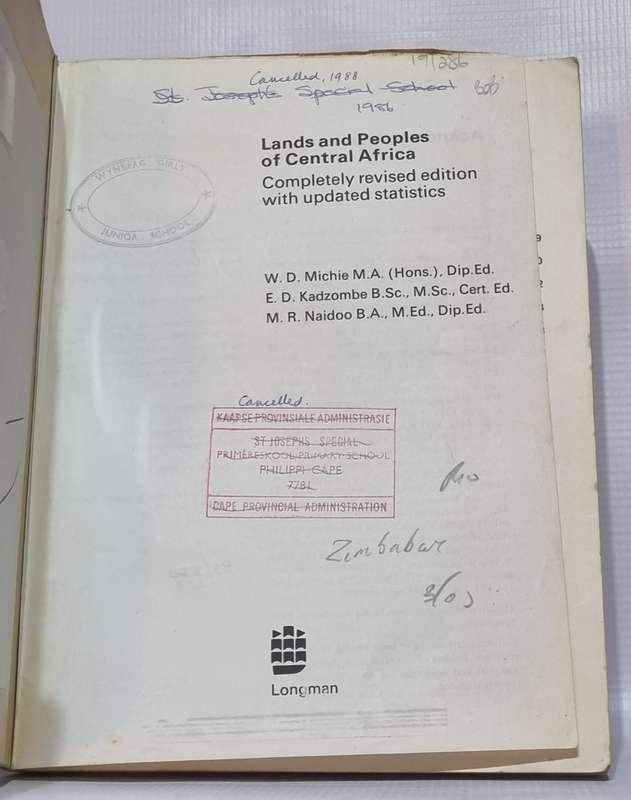 19/286
Cancelled, 1988
St. Joseph's Special School
1986
Lands and Peoples
of Central Africa
Completely revised edition
with updated statistics
WYNBERG GIRLS
JUNIOR SCHOOL
W. D. Michie M.A. (Hons.), Dip.Ed.
E. D. Kadzombe B.Sc., M.Sc., Cert. Ed.
M. R. Naidoo B.A., M.Ed., Dip.Ed.
Cancelled.
KAAPSE PROVINSIALE ADMINISTRASIE
ST JOSEPHS SPECIAL
PRIMÊRESKOOL/PRIMARY SCHOOL
PHILIPPI CAPE
7781
CAPE PROVINCIAL ADMINISTRATION
Zimbabwe
Longman